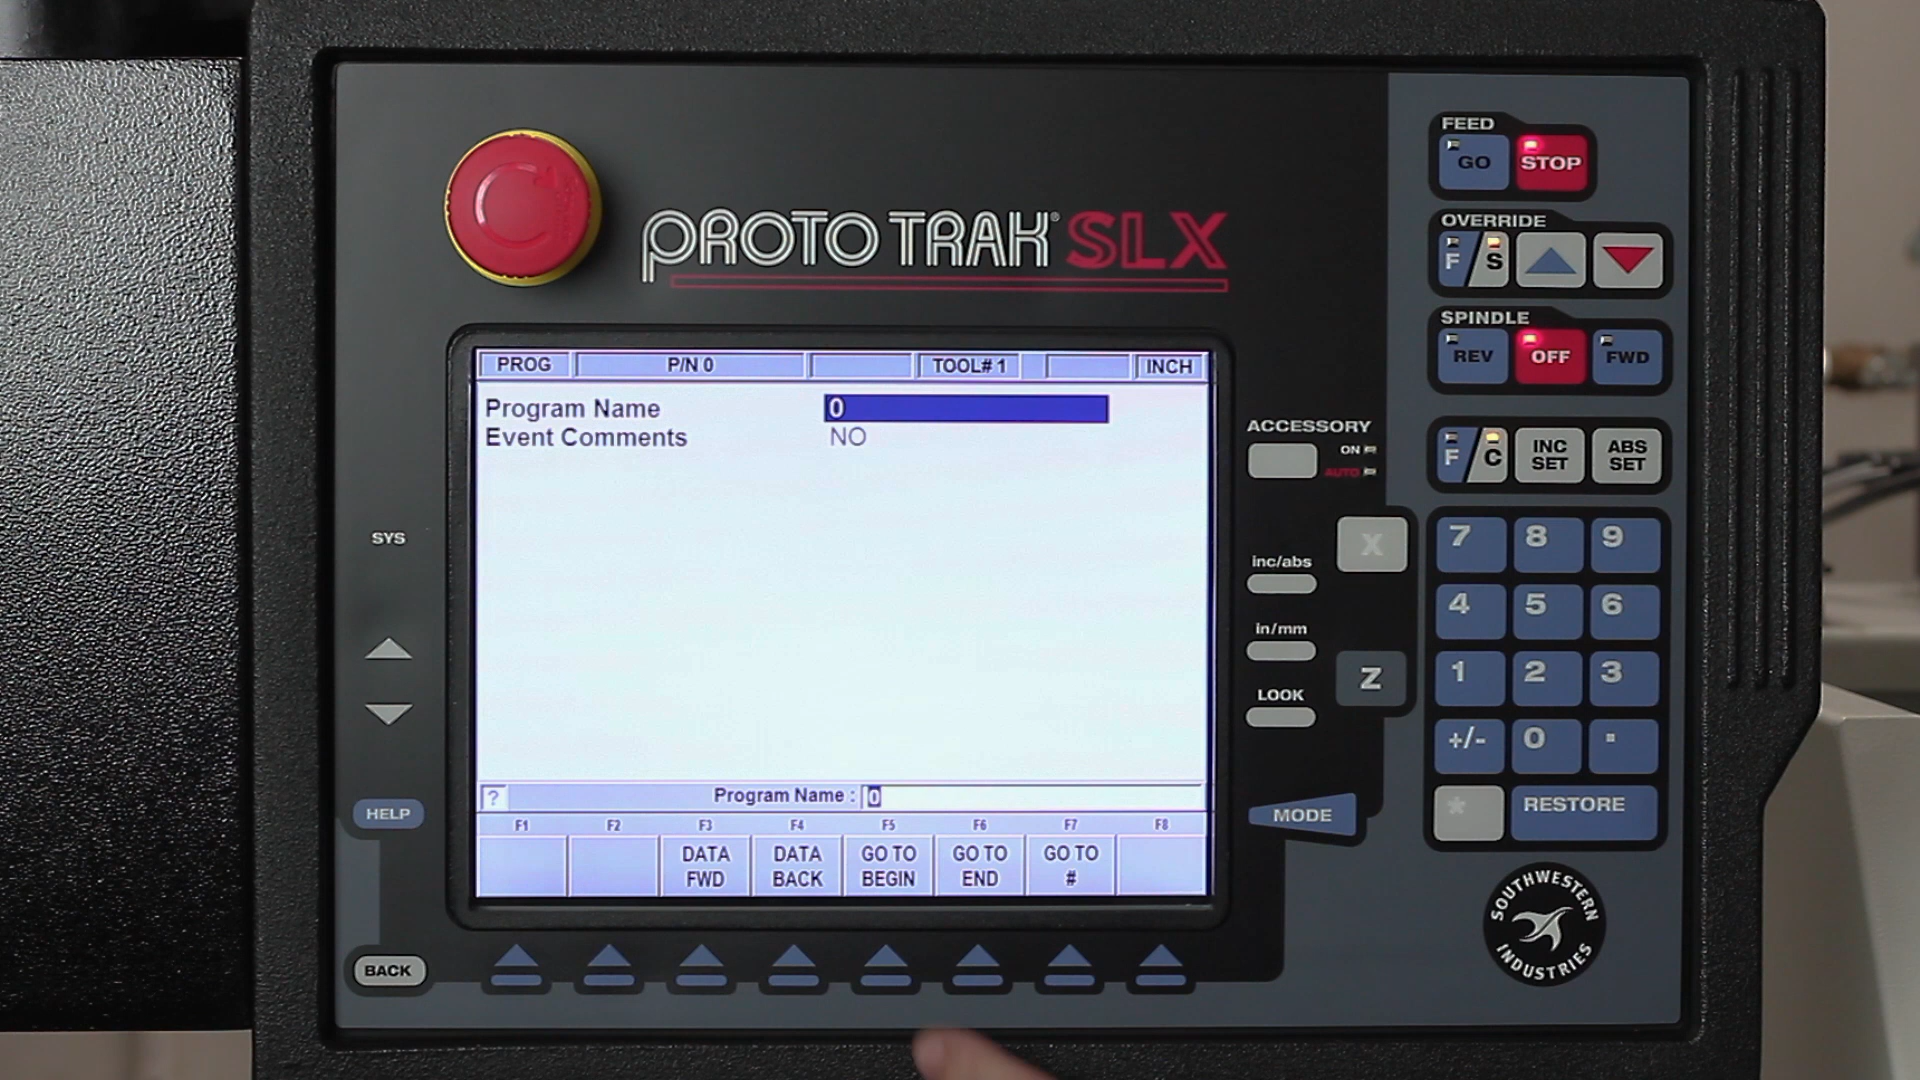 PROTO TRAK® SLX
FEED
GO STOP
OVERRIDE
F S
SPINDLE
REV OFF FWD
F C INC SET ABS SET
PROG P/N 0 TOOL# 1 INCH
Program Name 0
Event Comments NO
? Program Name : 0
F1 F2 F3 F4 F5 F6 F7 F8
DATA FWD DATA BACK GO TO BEGIN GO TO END GO TO #
SYS
HELP
BACK
ACCESSORY
ON
AUTO
inc/abs
in/mm
LOOK
X
Z
MODE
7 8 9
4 5 6
1 2 3
+/- 0 .
* RESTORE
SOUTHWESTERN
INDUSTRIES